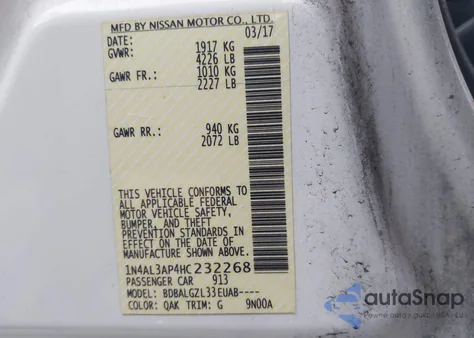 MFD BY NISSAN MOTOR CO., LTD.
DATE: 03/17
GVWR: 1917 KG
4226 LB
GAWR FR.: 1010 KG
2227 LB
GAWR RR.: 940 KG
2072 LB
THIS VEHICLE CONFORMS TO
ALL APPLICABLE FEDERAL
MOTOR VEHICLE SAFETY,
BUMPER, AND THEFT
PREVENTION STANDARDS IN
EFFECT ON THE DATE OF
MANUFACTURE SHOWN ABOVE.
1N4AL3AP4HC232268
PASSENGER CAR 913
MODEL: BDBALGZL33EUAB----
COLOR: QAK TRIM: G 9N00A
autoSnap